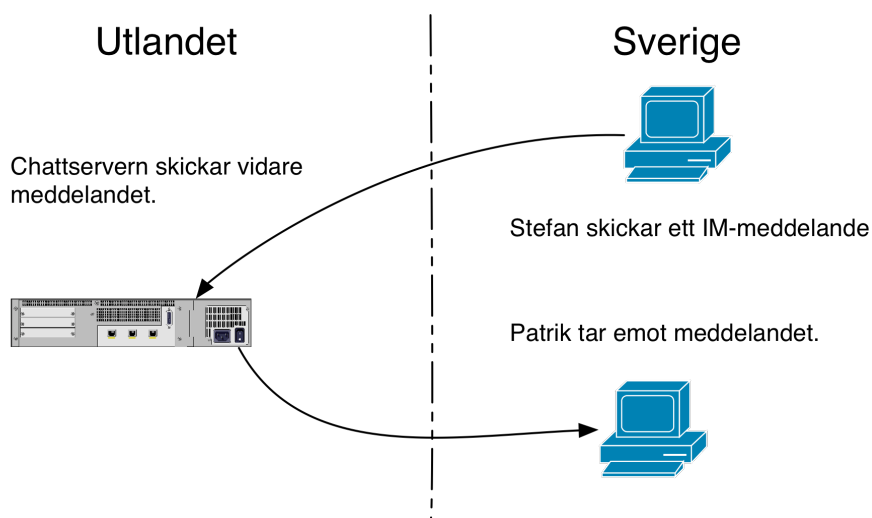 Utlandet
Sverige
Chattservern skickar vidare
meddelandet.
Stefan skickar ett IM-meddelande
Patrik tar emot meddelandet.